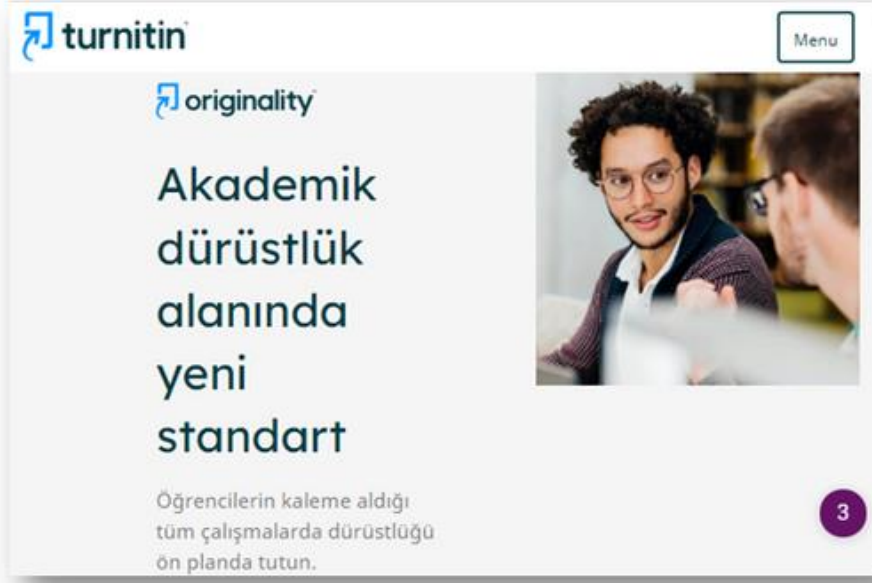 turnitin
Menu
originality
Akademik
dürüstlük
alanında
yeni
standart
Öğrencilerin kaleme aldığı
tüm çalışmalarda dürüstlüğü
ön planda tutun.
3